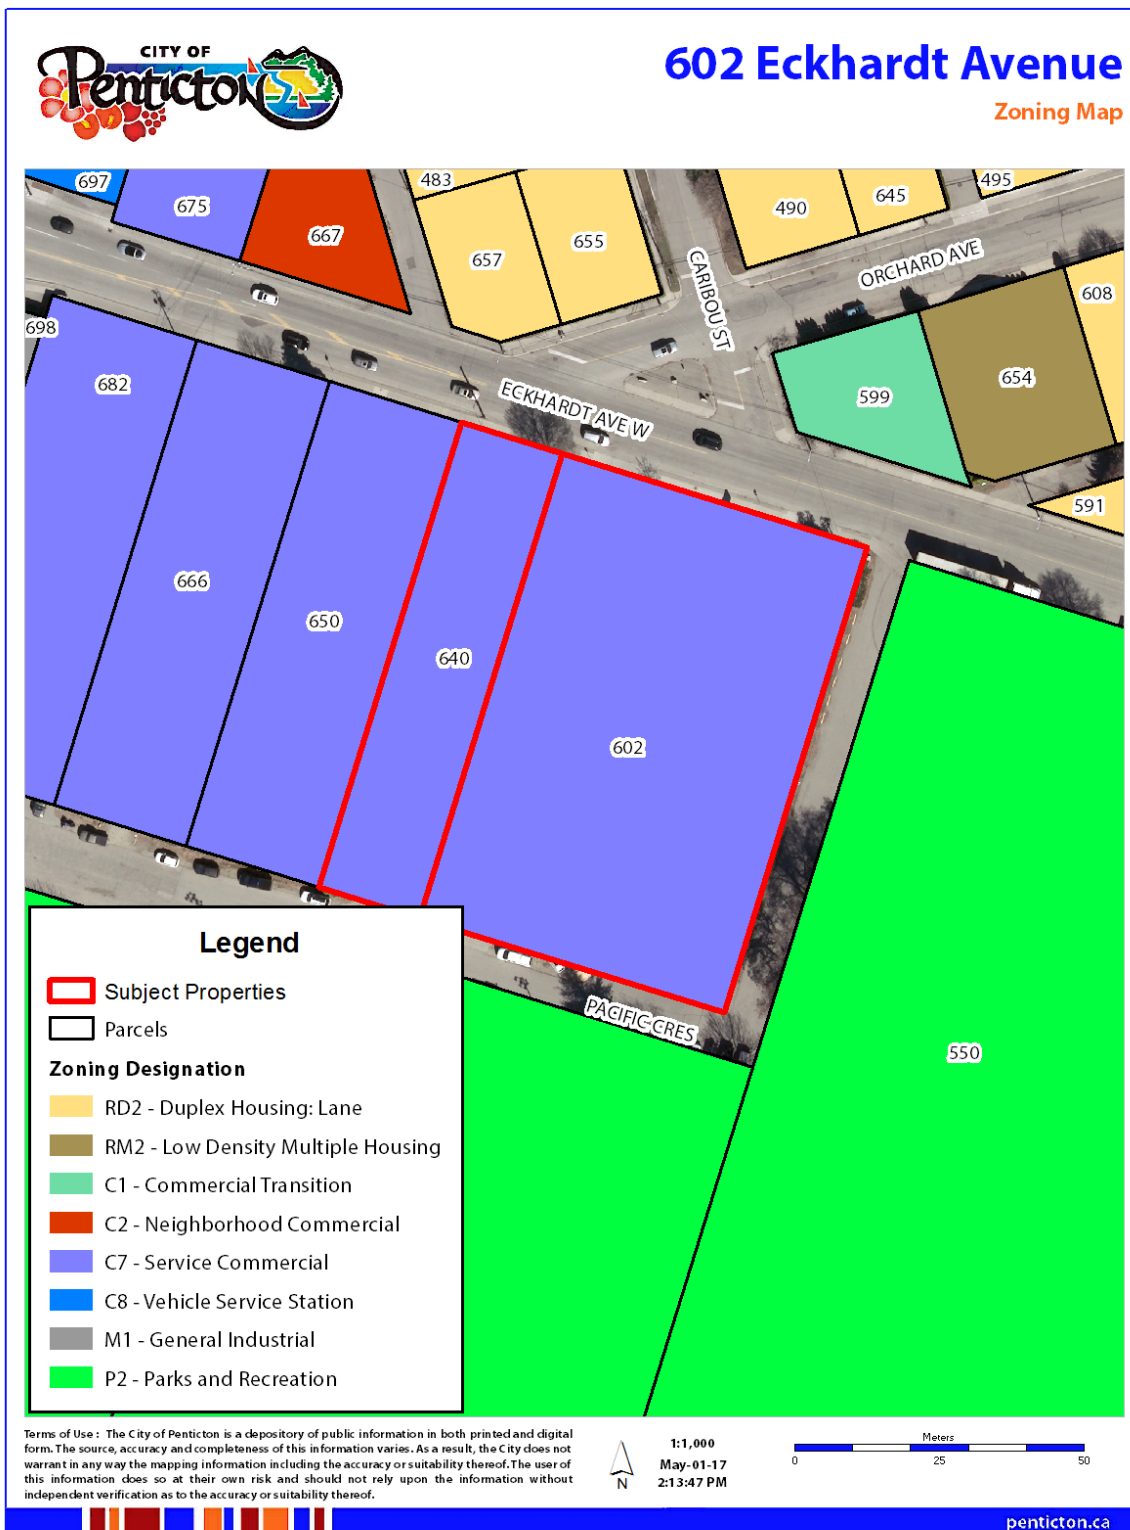 CITY OF
Penticton
602 Eckhardt Avenue
Zoning Map
697
675
667
483
657
655
490
645
495
CARIBOU ST
ORCHARD AVE
608
698
682
ECKHARDT AVE W
599
654
591
666
650
640
602
PACIFIC CRES
550
Legend
Subject Properties
Parcels
Zoning Designation
RD2 - Duplex Housing: Lane
RM2 - Low Density Multiple Housing
C1 - Commercial Transition
C2 - Neighborhood Commercial
C7 - Service Commercial
C8 - Vehicle Service Station
M1 - General Industrial
P2 - Parks and Recreation
Terms of Use : The City of Penticton is a depository of public information in both printed and digital
form. The source, accuracy and completeness of this information varies. As a result, the City does not
warrant in any way the mapping information including the accuracy or suitability thereof. The user of
this information does so at their own risk and should not rely upon the information without
independent verification as to the accuracy or suitability thereof.
N
1:1,000
May-01-17
2:13:47 PM
Meters
0 25 50
penticton.ca